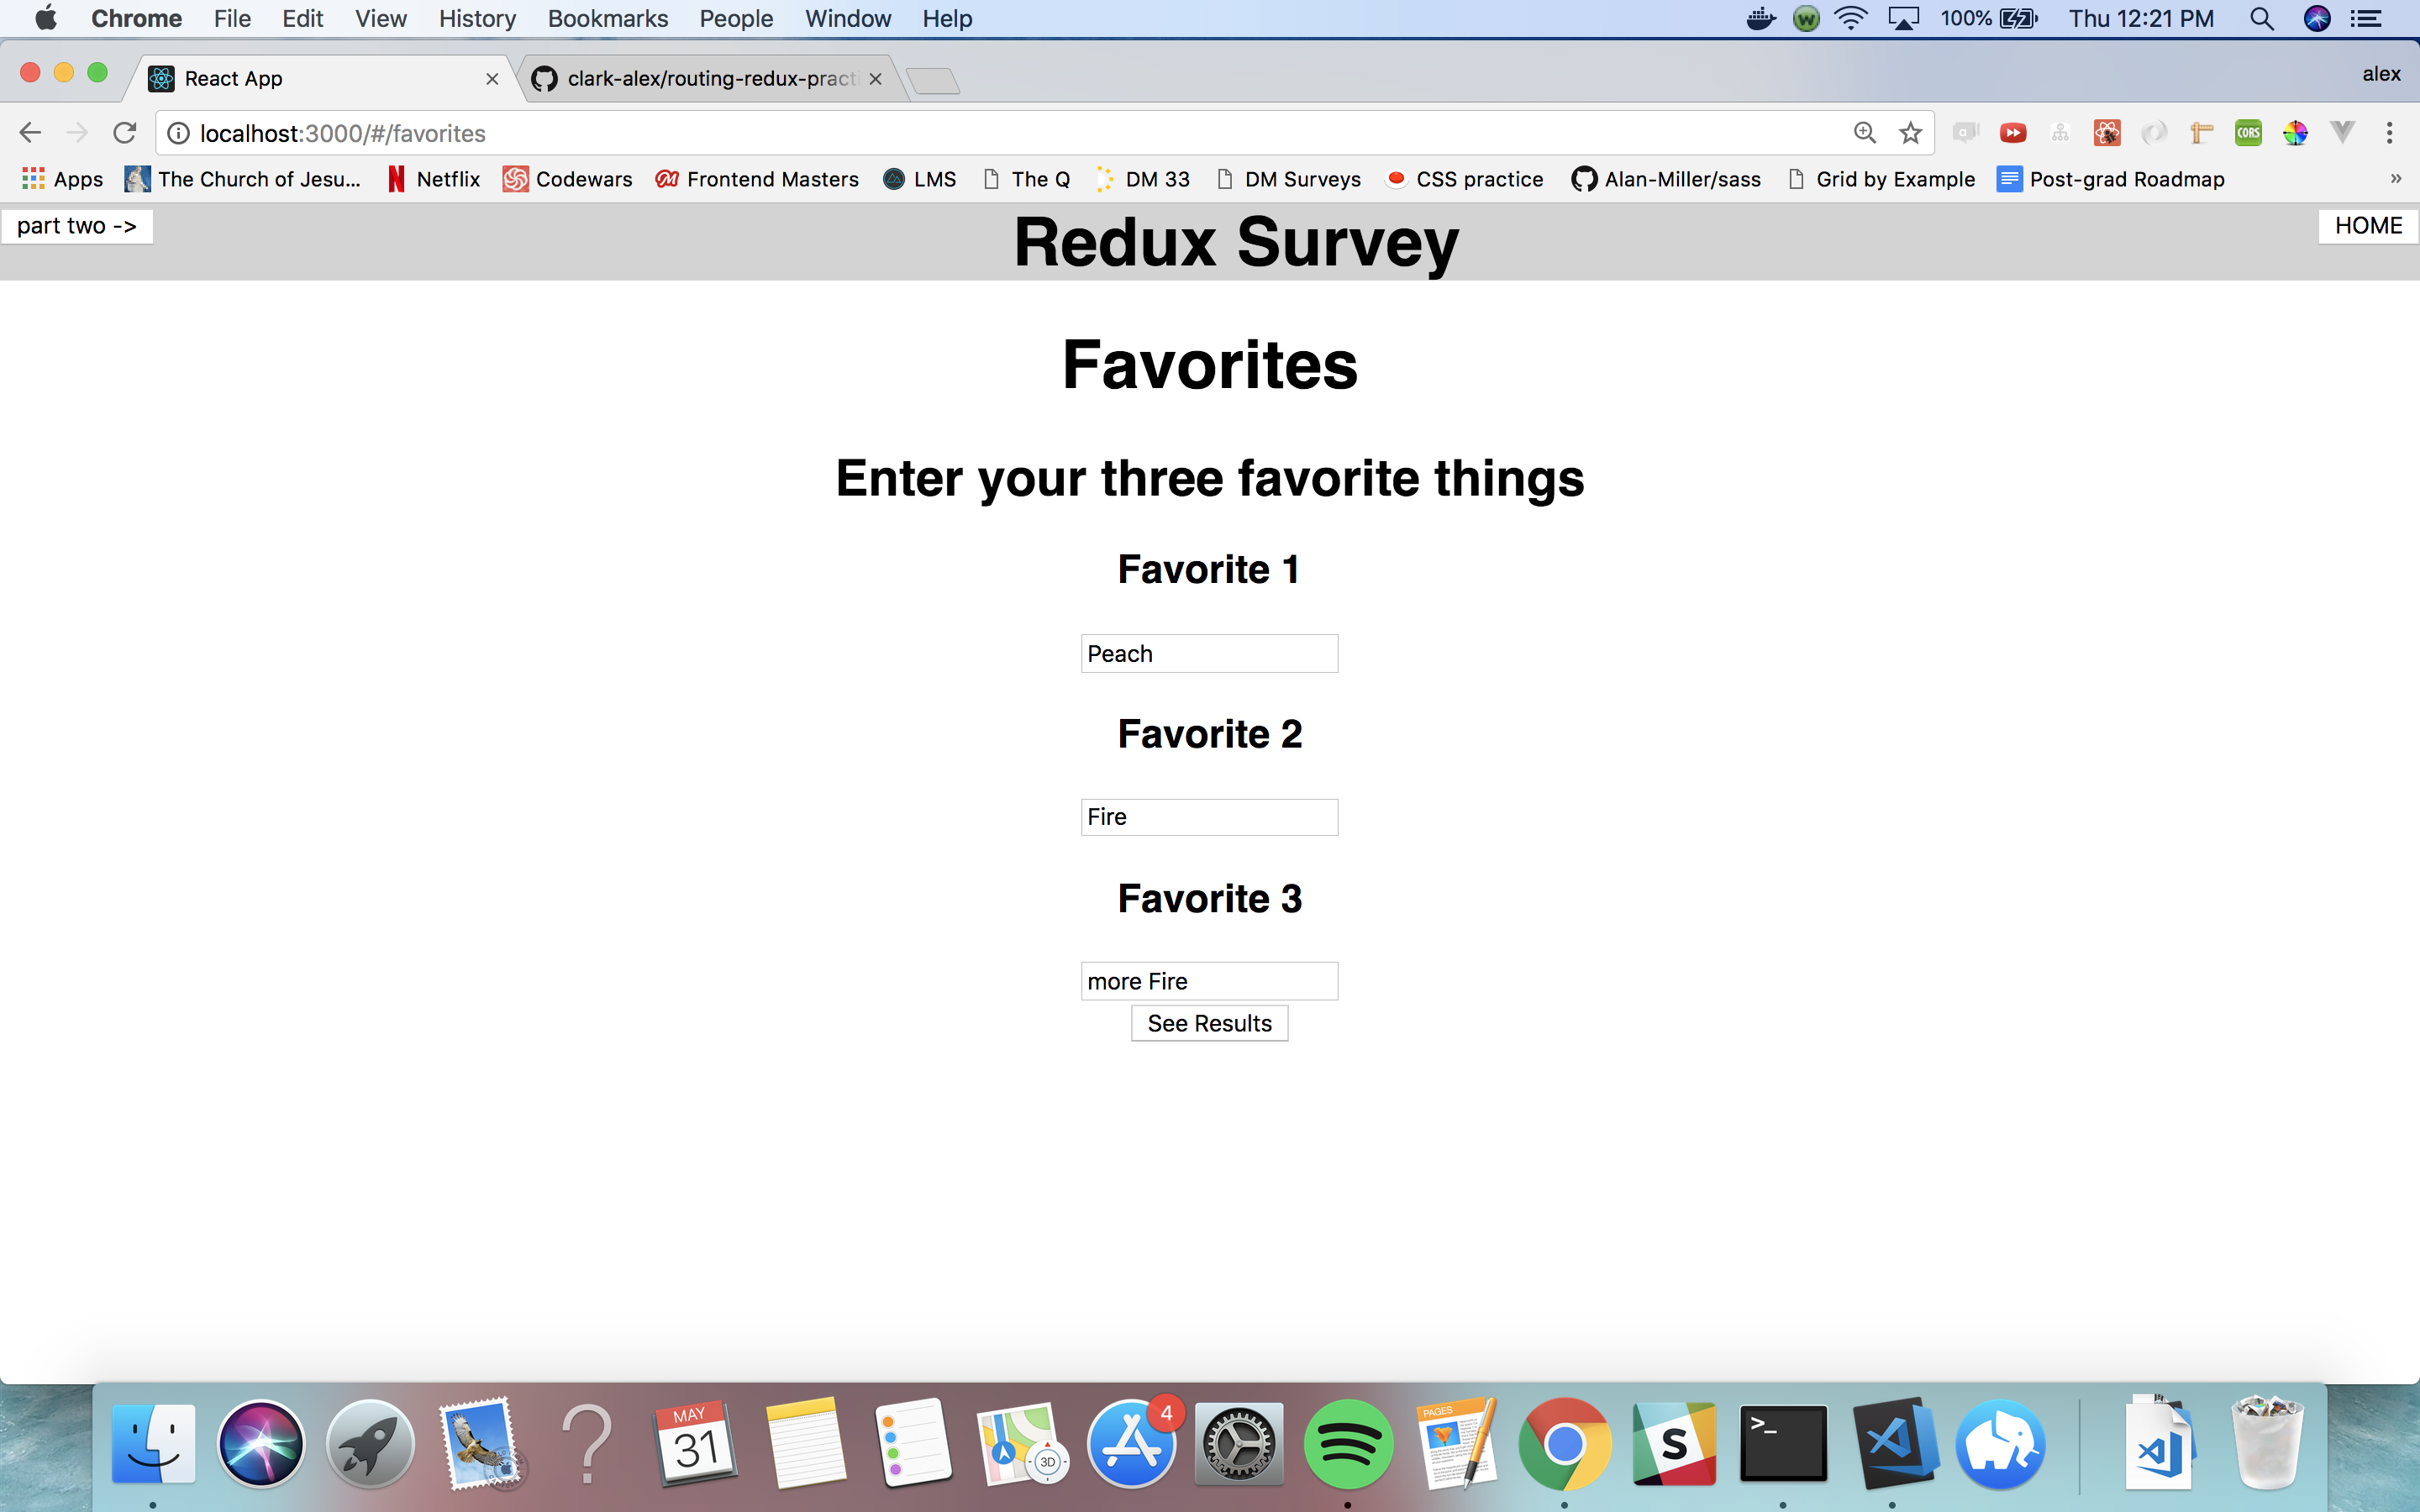 Chrome File Edit View History Bookmarks People Window Help 100% Thu 12:21 PM
React App clark-alex/routing-redux-practi alex
localhost:3000/#/favorites CORS
Apps The Church of Jesu... Netflix Codewars Frontend Masters LMS The Q DM 33 DM Surveys CSS practice Alan-Miller/sass Grid by Example Post-grad Roadmap »
part two -> Redux Survey HOME
Favorites
Enter your three favorite things
Favorite 1
Peach
Favorite 2
Fire
Favorite 3
more Fire
See Results
MAY
31
3D
4
PAGES
S
>_